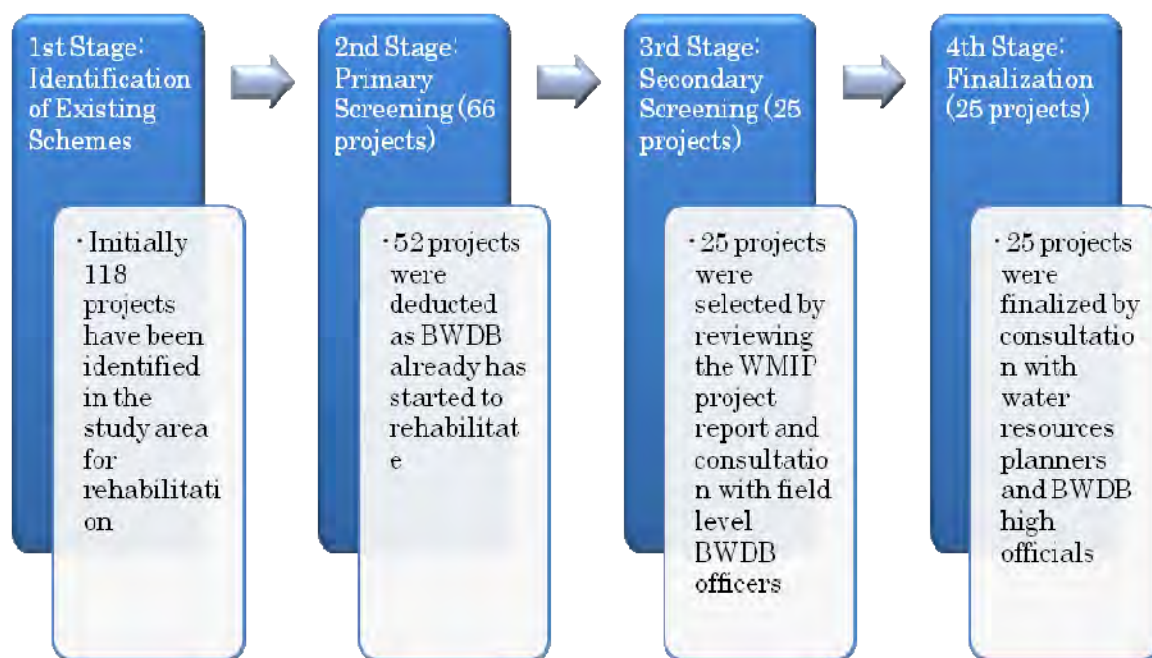 1st Stage:
Identification
of Existing
Schemes
· Initially
118
projects
have been
identified
in the
study area
for
rehabilitati
on
2nd Stage:
Primary
Screening (66
projects)
· 52 projects
were
deducted
as BWDB
already has
started to
rehabilitat
e
3rd Stage:
Secondary
Screening (25
projects)
· 25 projects
were
selected by
reviewing
the WMIP
project
report and
consultatio
n with field
level
BWDB
officers
4th Stage:
Finalization
(25 projects)
· 25 projects
were
finalized by
consultatio
n with
water
resources
planners
and BWDB
high
officials